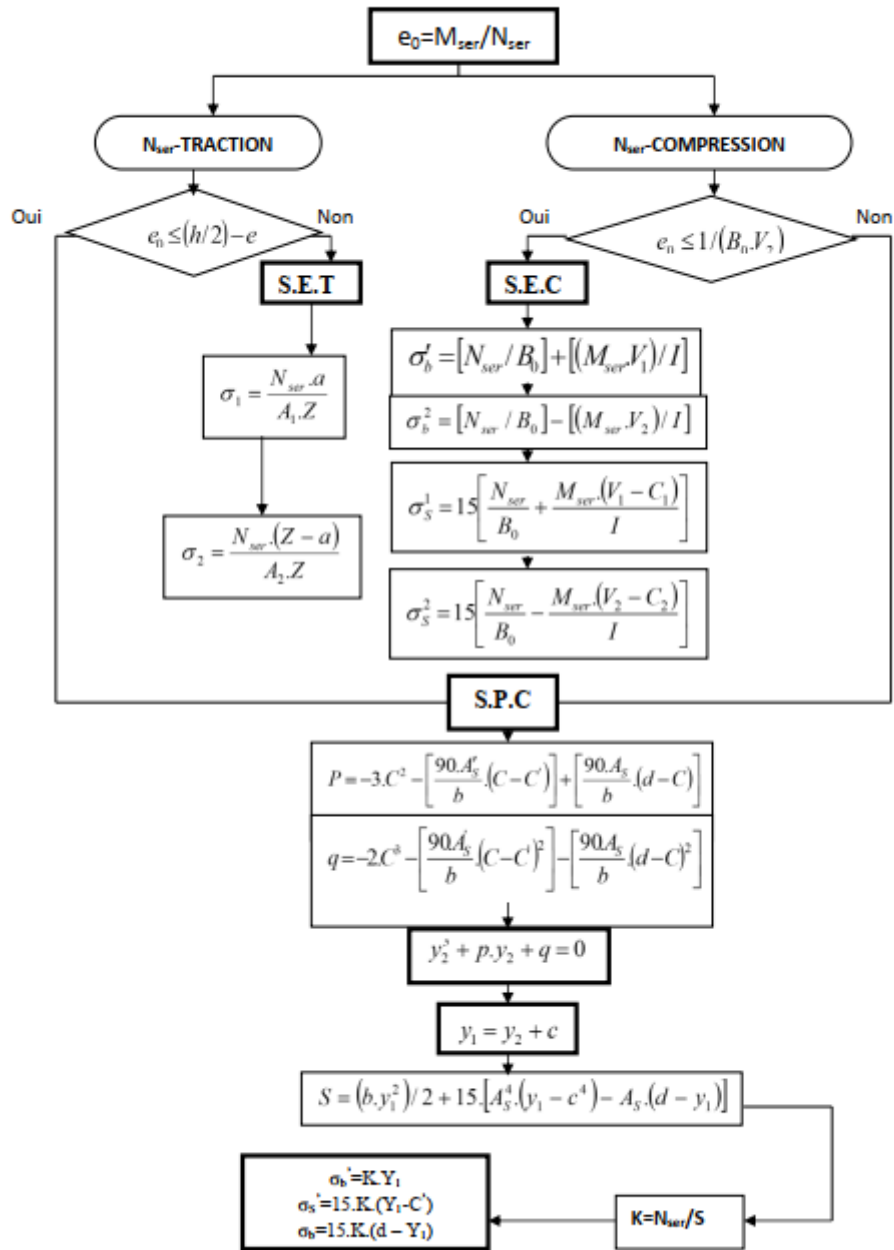 e₀=Mser/Nser
Nser-TRACTION
Nser-COMPRESSION
Oui
Non
Oui
Non
e₀ ≤ (h/2) − e
e₀ ≤ 1/(B₀.V₂)
S.E.T
S.E.C
σ₁ = Nser.a / A₁.Z
σ₂ = Nser.(Z − a) / A₂.Z
σb' = [Nser / B₀] + [(Mser.V₁)/ I]
σb² = [Nser / B₀] − [(Mser.V₂)/ I]
σS¹ = 15[Nser / B₀ + Mser.(V₁ − C₁) / I]
σS² = 15[Nser / B₀ − Mser.(V₂ − C₂) / I]
S.P.C
P = −3.C² − [90.A'S / b .(C − C')] + [90.AS / b .(d − C)]
q = −2.C³ − [90.A'S / b .(C − C')²] − [90.AS / b .(d − C)²]
y₂³ + p.y₂ + q = 0
y₁ = y₂ + c
S = (b.y₁²)/2 + 15.[AS⁴.(y₁ − c⁴) − AS.(d − y₁)]
σb'=K.Y₁
σs'=15.K.(Y₁-C')
σb=15.K.(d – Y₁)
K=Nser/S